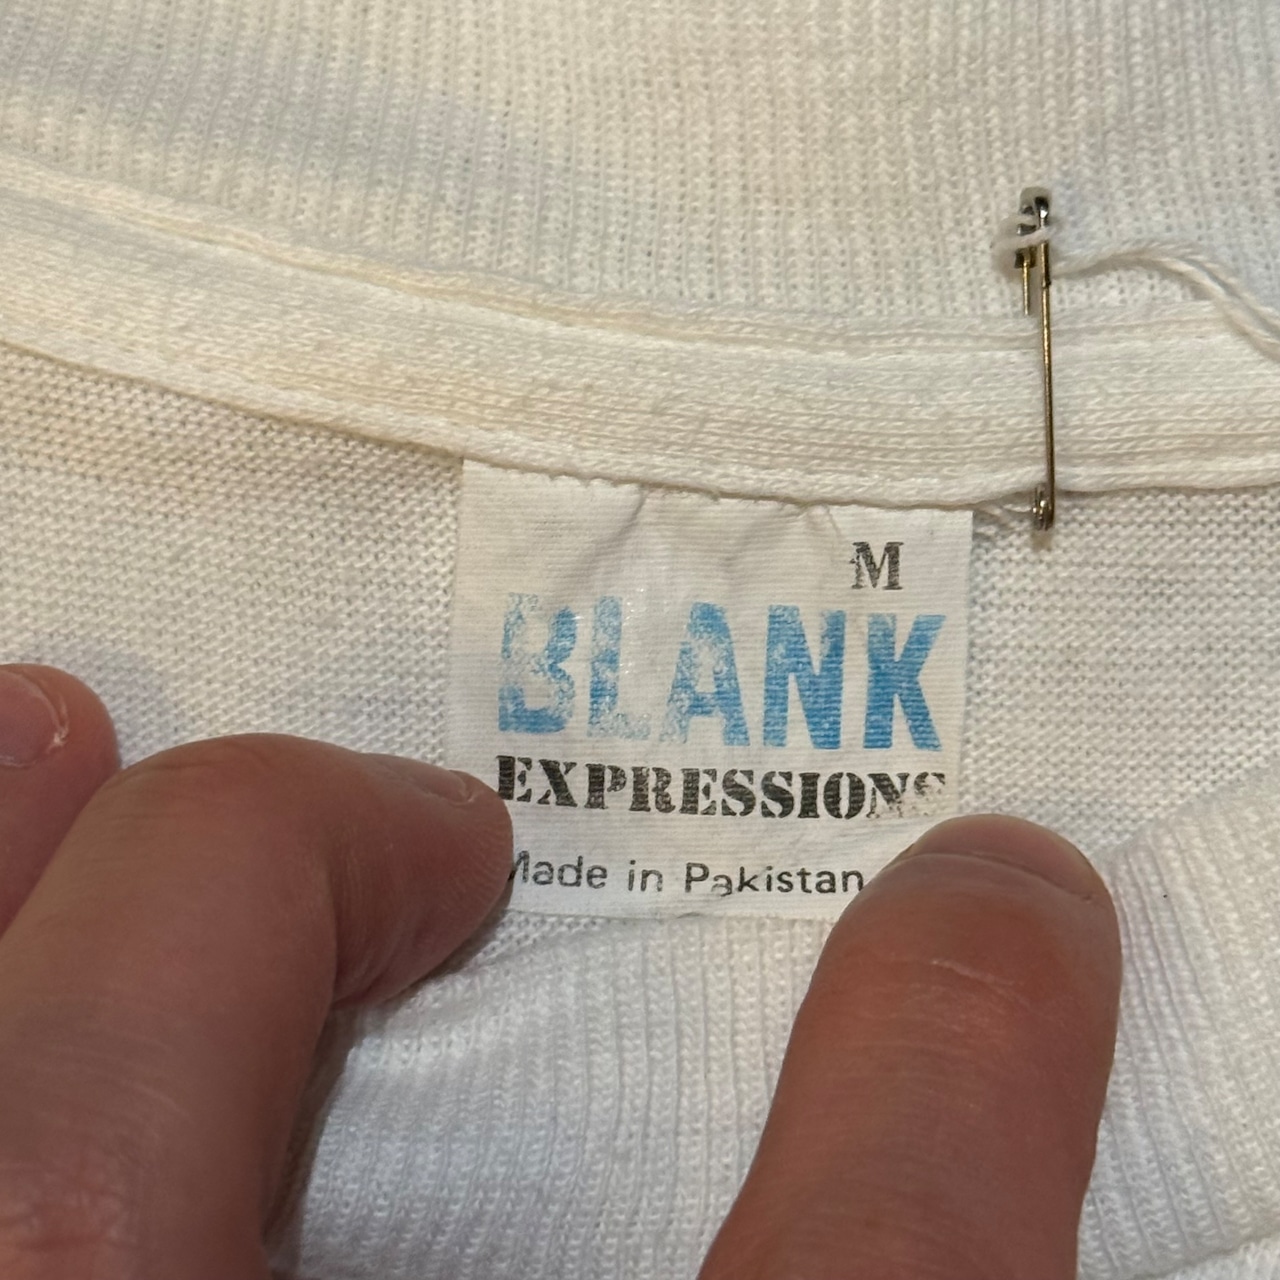 M
BLANK
EXPRESSIONS
Made in Pakistan